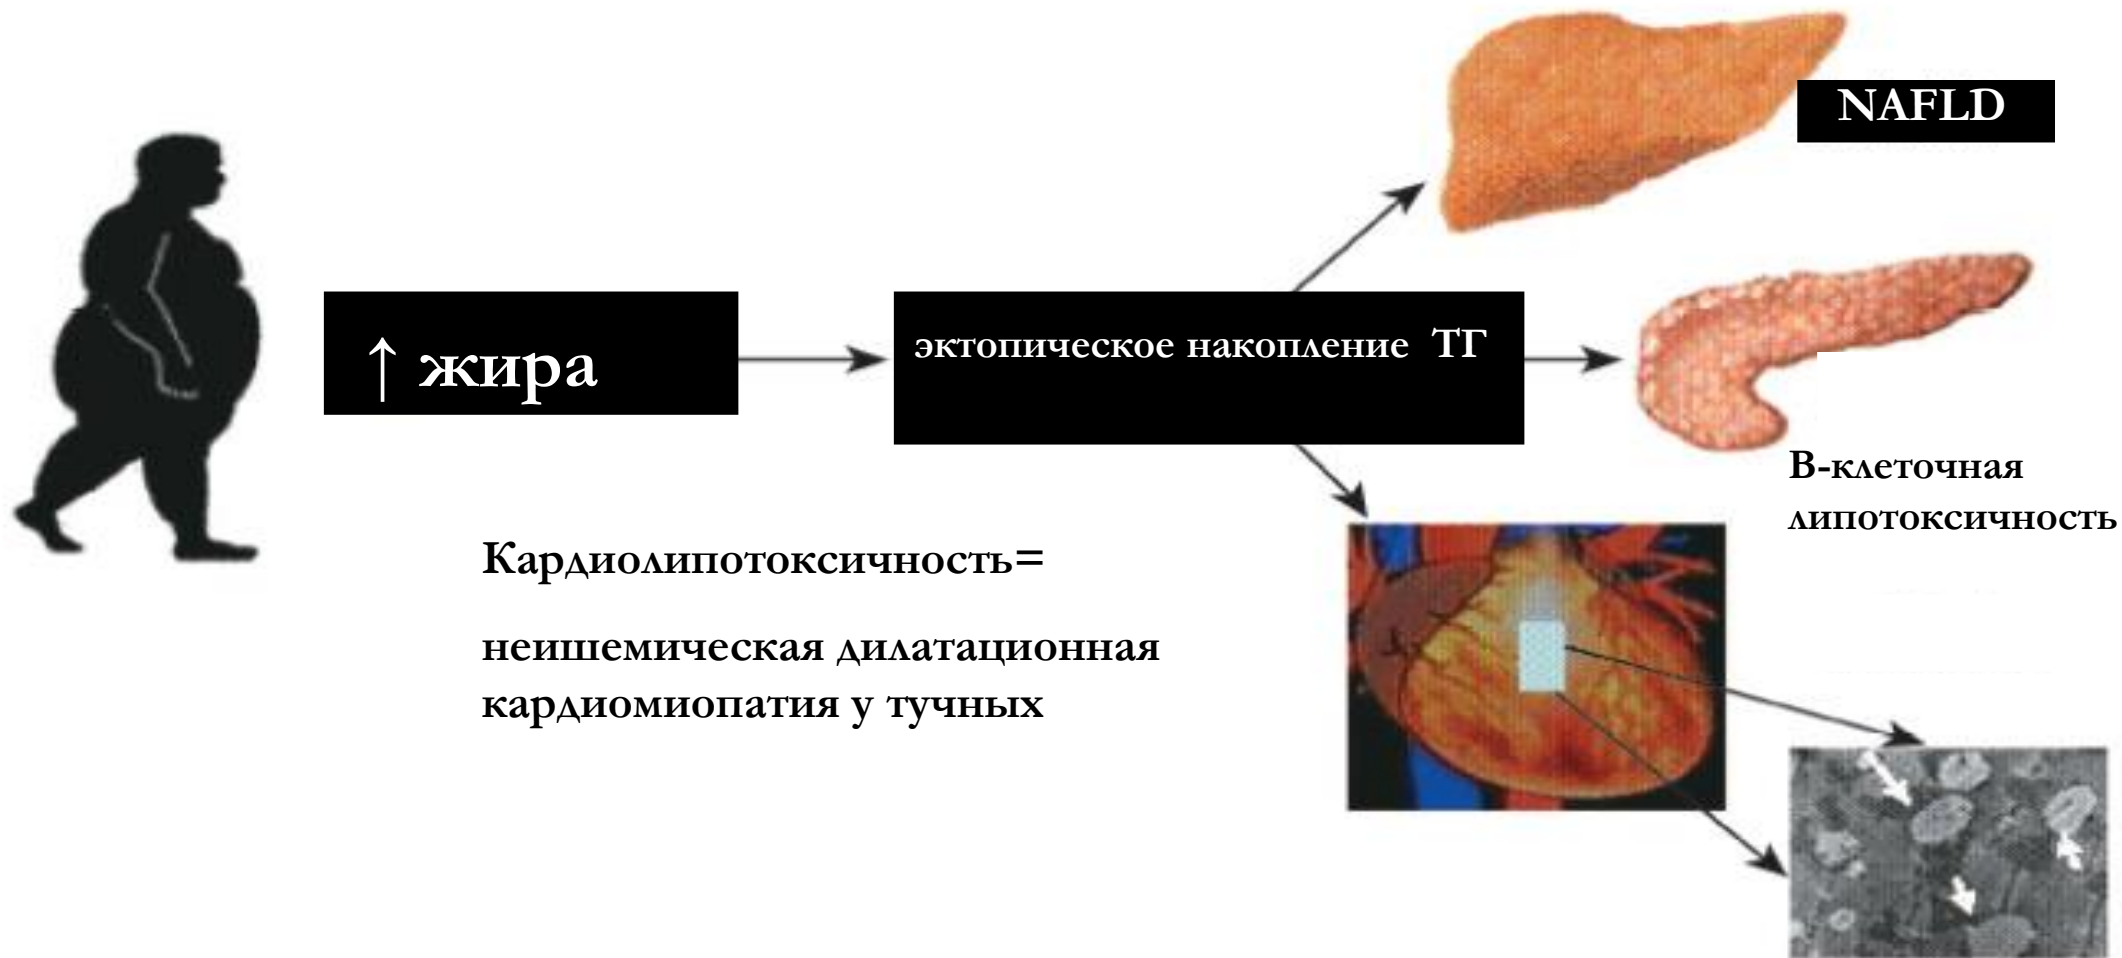 NAFLD
↑ жира
эктопическое накопление ТГ
В-клеточная
липотоксичность
Кардиолипотоксичность=
неишемическая дилатационная
кардиомиопатия у тучных